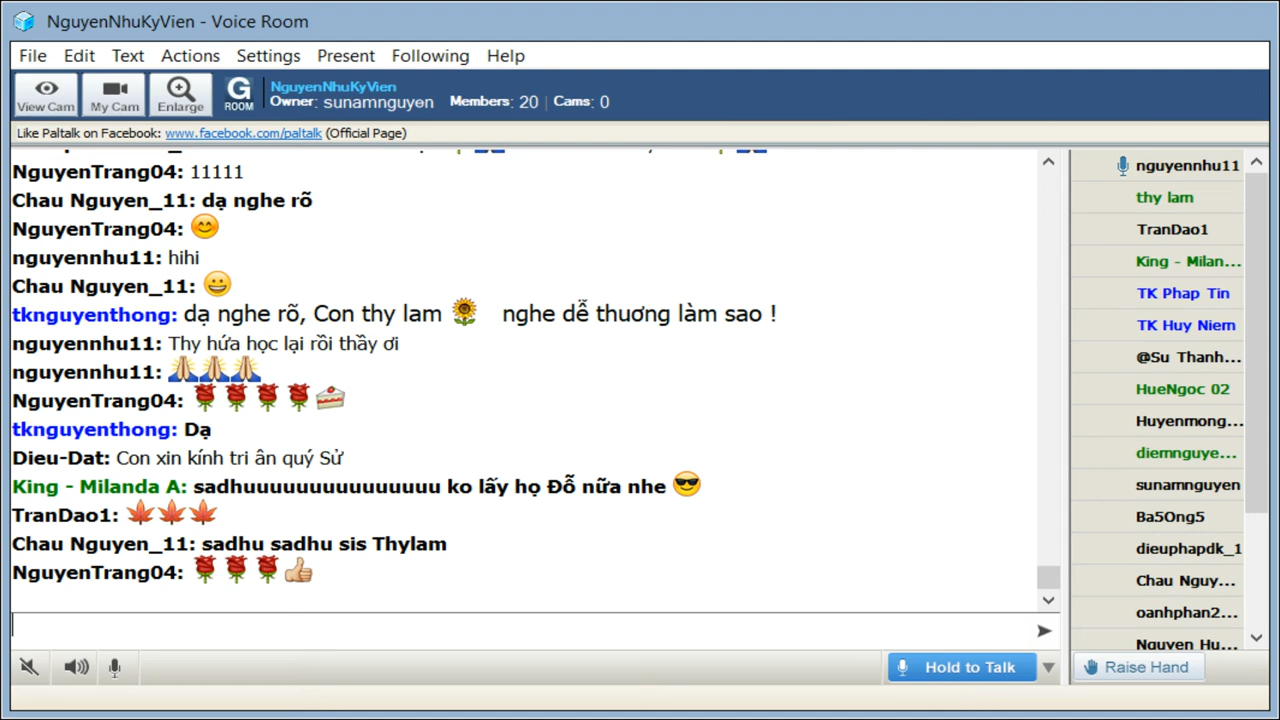 NguyenNhuKyVien - Voice Room
File Edit Text Actions Settings Present Following Help
View Cam My Cam Enlarge G ROOM
NguyenNhuKyVien
Owner: sunamnguyen Members: 20 | Cams: 0
Like Paltalk on Facebook: www.facebook.com/paltalk (Official Page)
NguyenTrang04: 11111
Chau Nguyen_11: dạ nghe rõ
NguyenTrang04: 😊
nguyennhu11: hihi
Chau Nguyen_11: 😀
tknguyenthong: dạ nghe rõ, Con thy lam 🌻 nghe dễ thuơng làm sao !
nguyennhu11: Thy hứa học lại rồi thầy ơi
nguyennhu11: 🙏🙏🙏
NguyenTrang04: 🌹🌹🌹🌹🍰
tknguyenthong: Dạ
Dieu-Dat: Con xin kính tri ân quý Sử
King - Milanda A: sadhuuuuuuuuuuuuuuu ko lấy họ Đỗ nữa nhe 😎
TranDao1: 🍁🍁🍁
Chau Nguyen_11: sadhu sadhu sis Thylam
NguyenTrang04: 🌹🌹🌹👍
nguyennhu11
thy lam
TranDao1
King - Milan...
TK Phap Tin
TK Huy Niem
@Su Thanh...
HueNgoc 02
Huyenmong...
diemnguye...
sunamnguyen
Ba5Ong5
dieuphapdk_1
Chau Nguy...
oanhphan2...
Nguyen Hu...
Hold to Talk
Raise Hand